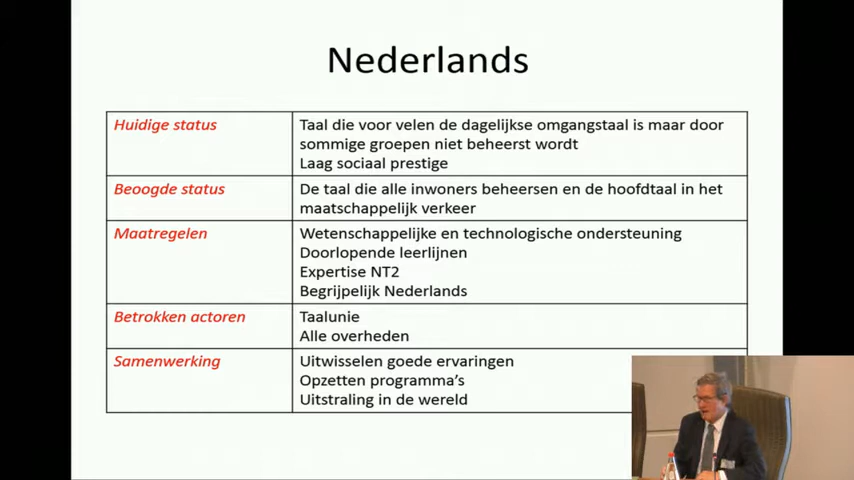 Nederlands
Huidige status
Taal die voor velen de dagelijkse omgangstaal is maar door
sommige groepen niet beheerst wordt
Laag sociaal prestige
Beoogde status
De taal die alle inwoners beheersen en de hoofdtaal in het
maatschappelijk verkeer
Maatregelen
Wetenschappelijke en technologische ondersteuning
Doorlopende leerlijnen
Expertise NT2
Begrijpelijk Nederlands
Betrokken actoren
Taalunie
Alle overheden
Samenwerking
Uitwisselen goede ervaringen
Opzetten programma's
Uitstraling in de wereld